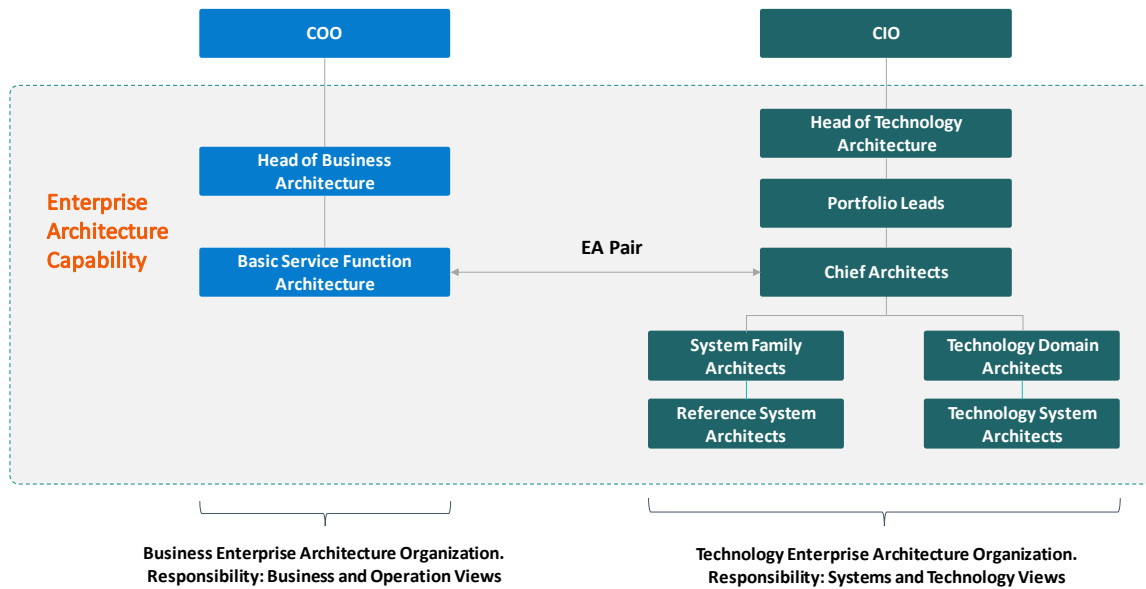 COO
CIO
Head of Technology
Architecture
Head of Business
Architecture
Enterprise
Architecture
Capability
Portfolio Leads
EA Pair
Basic Service Function
Architecture
Chief Architects
System Family
Architects
Technology Domain
Architects
Reference System
Architects
Technology System
Architects
Business Enterprise Architecture Organization.
Responsibility: Business and Operation Views
Technology Enterprise Architecture Organization.
Responsibility: Systems and Technology Views